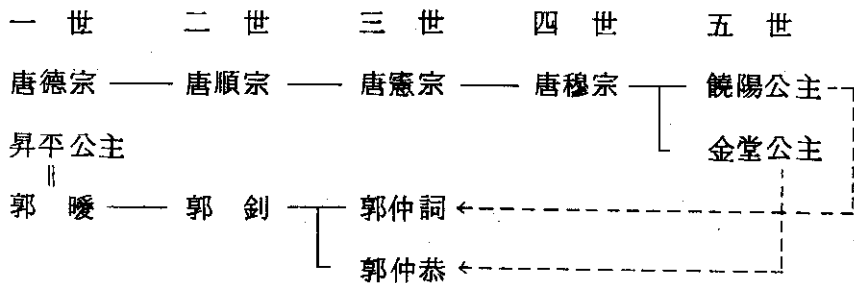 一世 二世 三世 四世 五世
唐德宗 唐順宗 唐憲宗 唐穆宗 饒陽公主
昇平公主 金堂公主
郭曖 郭釗 郭仲詞
郭仲恭